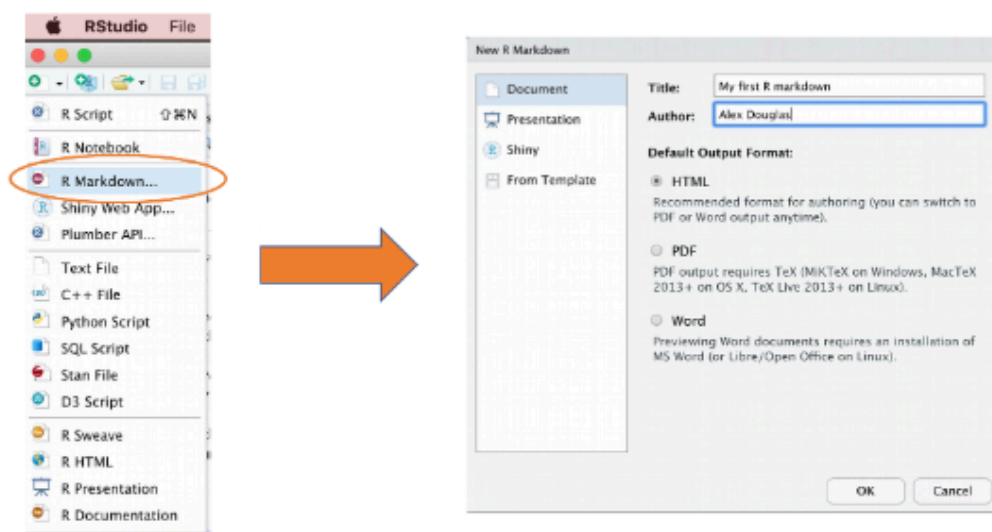 RStudio File
R Script ⇧⌘N
R Notebook
R Markdown...
Shiny Web App...
Plumber API...
Text File
C++ File
Python Script
SQL Script
Stan File
D3 Script
R Sweave
R HTML
R Presentation
R Documentation
New R Markdown
Document
Presentation
Shiny
From Template
Title: My first R markdown
Author: Alex Douglas
Default Output Format:
HTML
Recommended format for authoring (you can switch to
PDF or Word output anytime).
PDF
PDF output requires TeX (MiKTeX on Windows, MacTeX
2013+ on OS X, TeX Live 2013+ on Linux).
Word
Previewing Word documents requires an installation of
MS Word (or Libre/Open Office on Linux).
OK Cancel